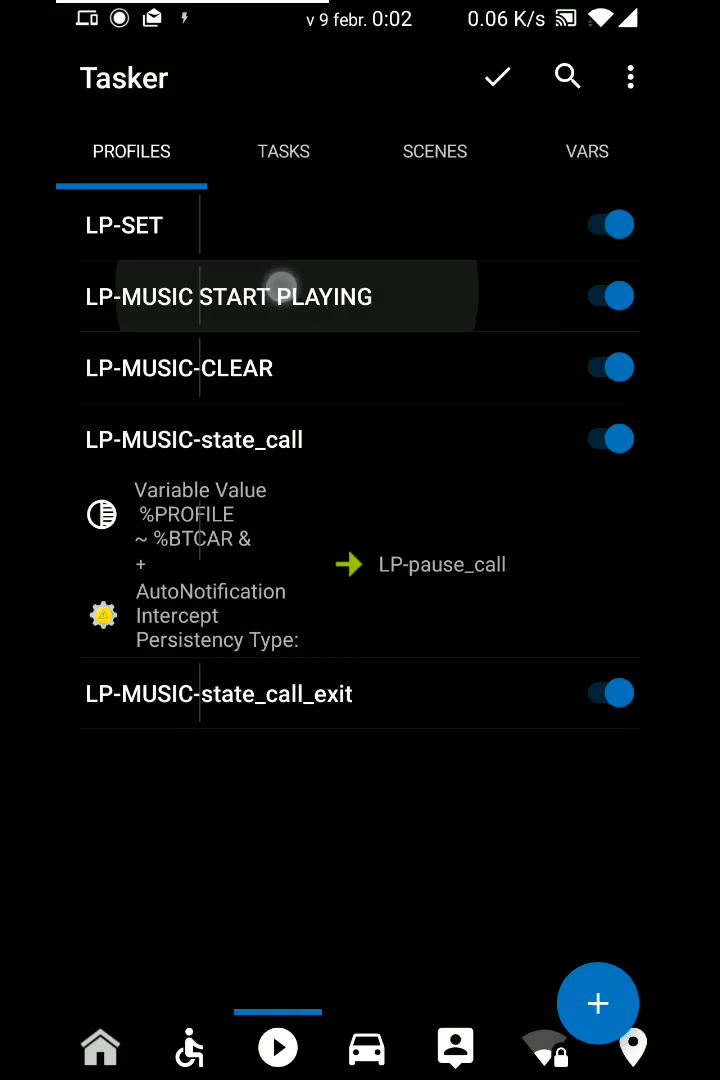 v 9 febr. 0:02 0.06 K/s
Tasker
PROFILES TASKS SCENES VARS
LP-SET
LP-MUSIC START PLAYING
LP-MUSIC-CLEAR
LP-MUSIC-state_call
Variable Value
%PROFILE
~ %BTCAR &
+
LP-pause_call
AutoNotification
Intercept
Persistency Type:
LP-MUSIC-state_call_exit
+